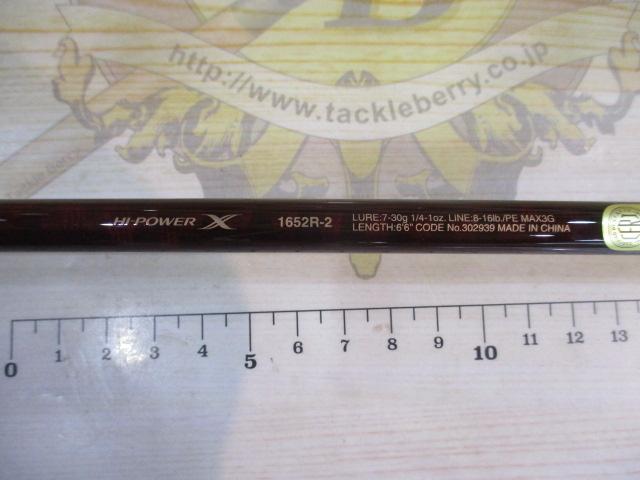 http://www.tackleberry.co.jp
HI-POWER X 1652R-2
LURE:7-30g 1/4-1oz. LINE:8-16lb./PE MAX3G
LENGTH:6'6" CODE No.302939 MADE IN CHINA
CERT
0 1 2 3 4 5 6 7 8 9 10 11 12 13